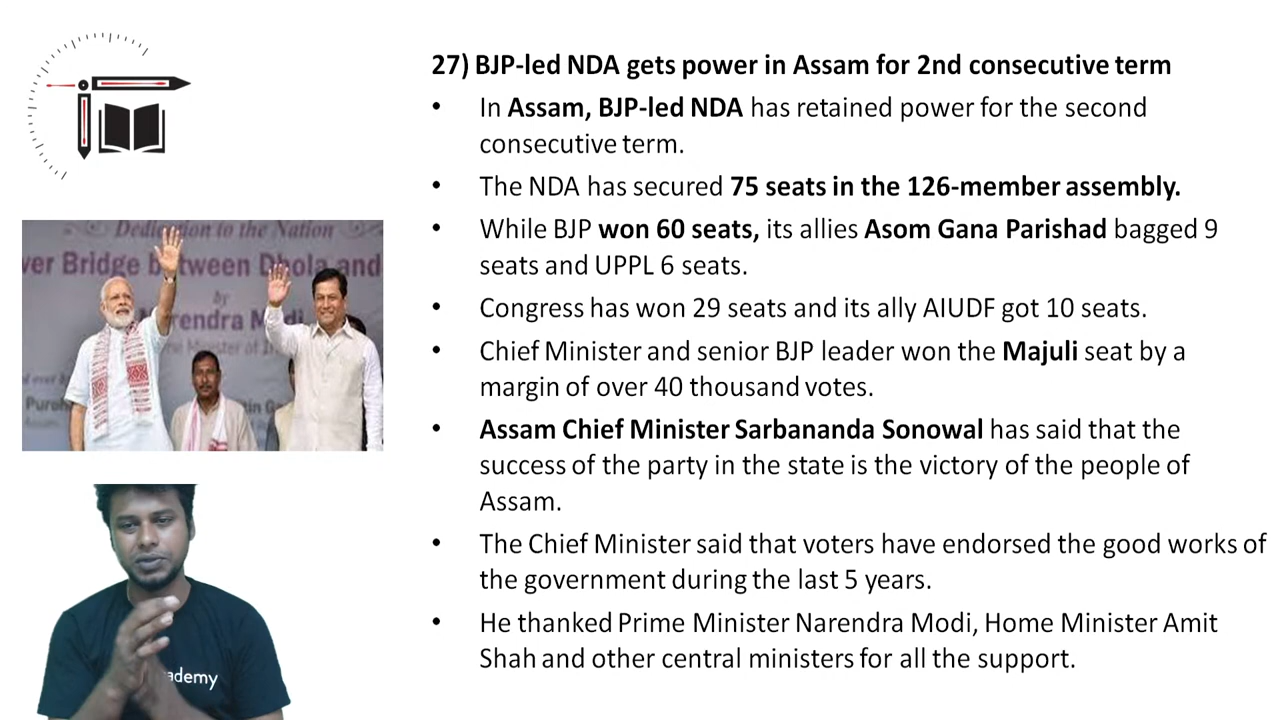 27) BJP-led NDA gets power in Assam for 2nd consecutive term
• In Assam, BJP-led NDA has retained power for the second
consecutive term.
• The NDA has secured 75 seats in the 126-member assembly.
• While BJP won 60 seats, its allies Asom Gana Parishad bagged 9
seats and UPPL 6 seats.
• Congress has won 29 seats and its ally AIUDF got 10 seats.
• Chief Minister and senior BJP leader won the Majuli seat by a
margin of over 40 thousand votes.
• Assam Chief Minister Sarbananda Sonowal has said that the
success of the party in the state is the victory of the people of
Assam.
• The Chief Minister said that voters have endorsed the good works of
the government during the last 5 years.
• He thanked Prime Minister Narendra Modi, Home Minister Amit
Shah and other central ministers for all the support.
Dedication to the Nation
ver Bridge between Dhola and
by
Narendra Modi
Minister of
ademy